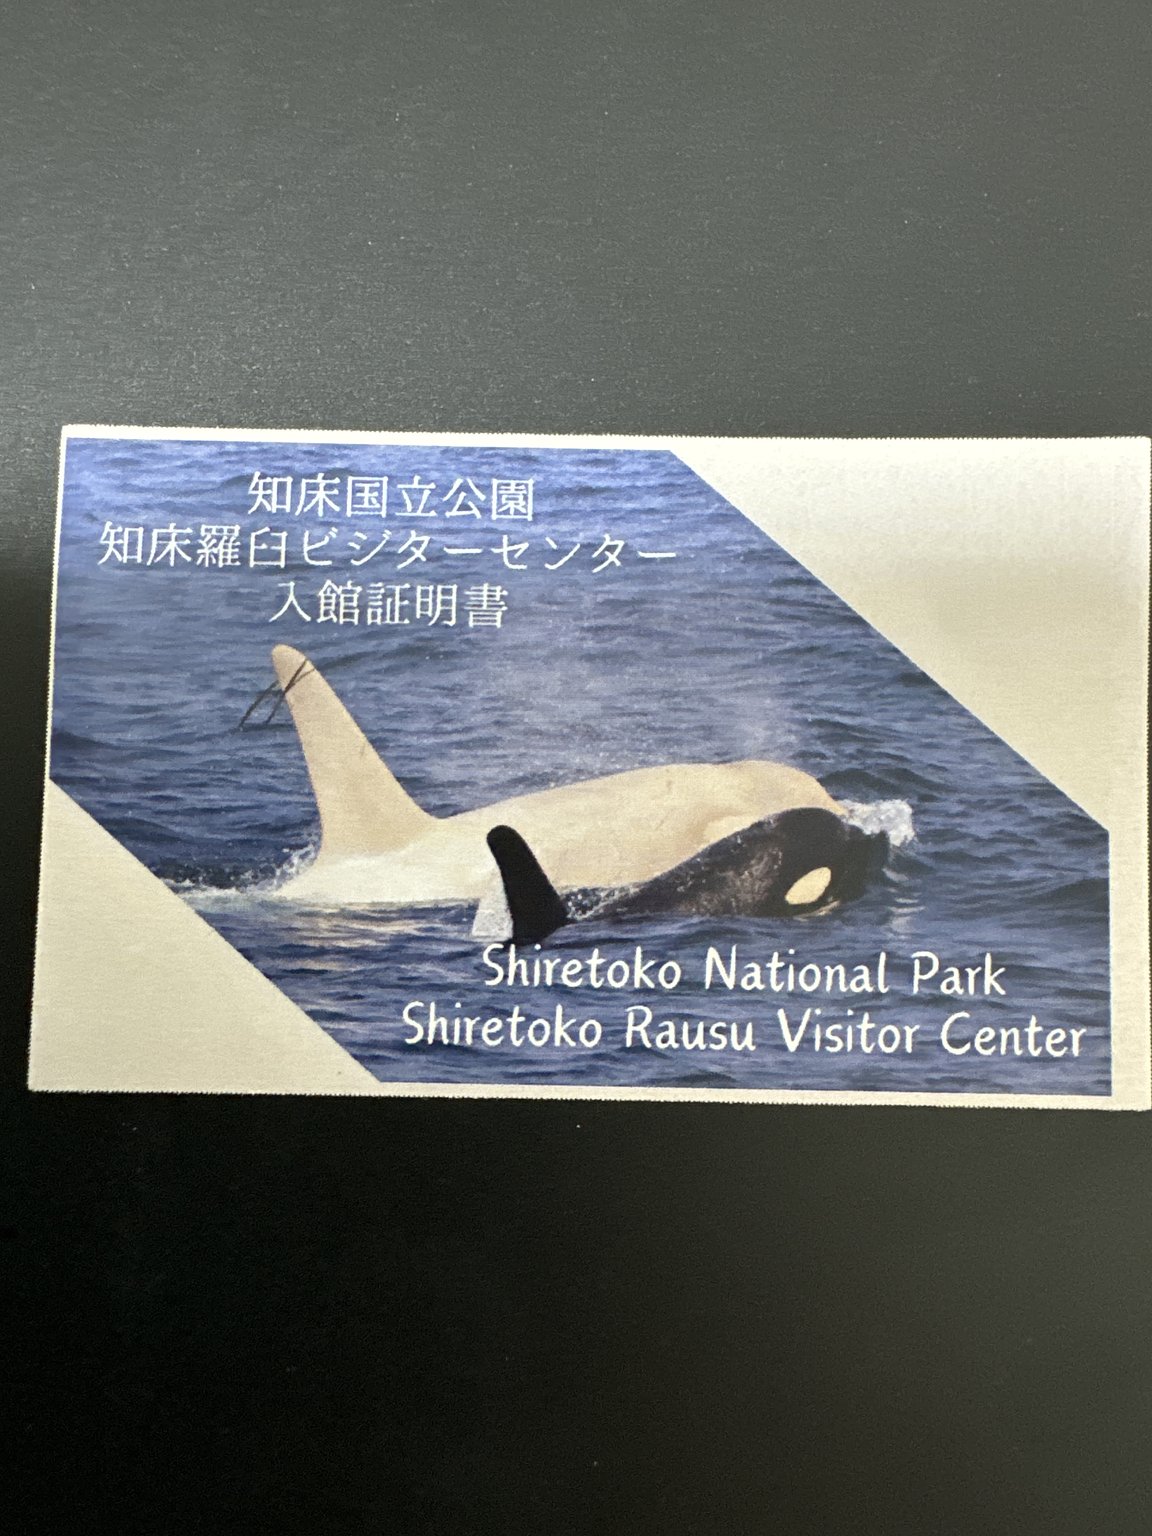 知床国立公園
知床羅臼ビジターセンター
入館証明書
Shiretoko National Park
Shiretoko Rausu Visitor Center